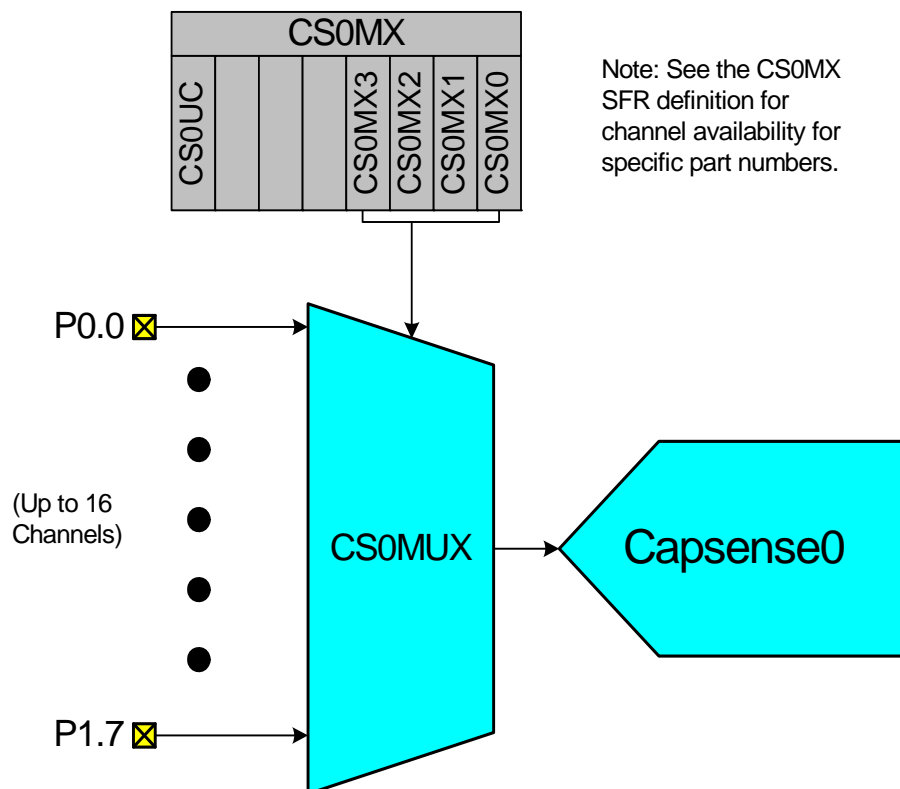 CS0MX
CS0UC
CS0MX3
CS0MX2
CS0MX1
CS0MX0
Note: See the CS0MX
SFR definition for
channel availability for
specific part numbers.
P0.0
(Up to 16
Channels)
CS0MUX
Capsense0
P1.7